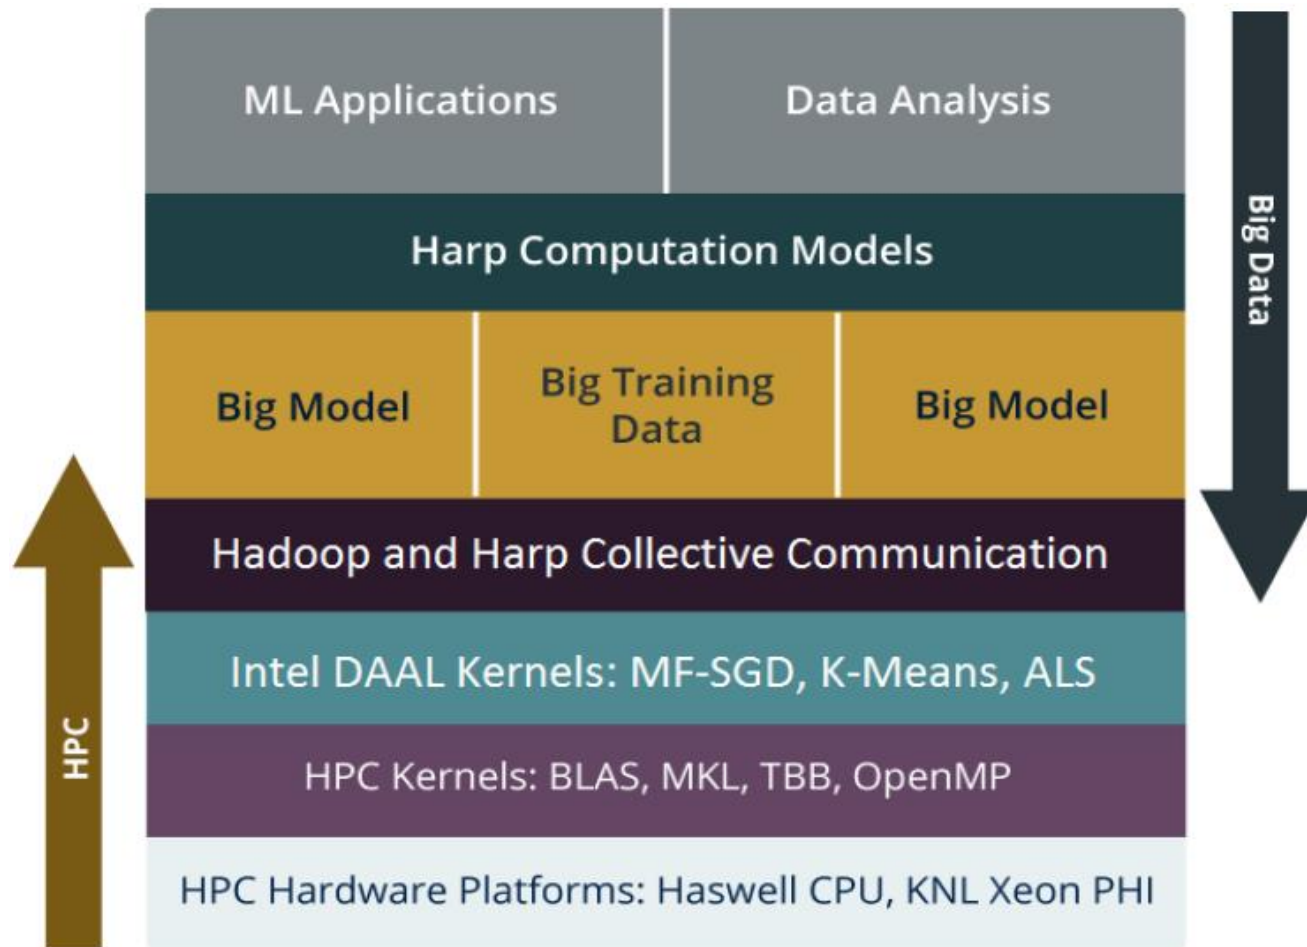 ML Applications
Data Analysis
Harp Computation Models
Big Model
Big Training
Data
Big Model
Hadoop and Harp Collective Communication
Intel DAAL Kernels: MF-SGD, K-Means, ALS
HPC Kernels: BLAS, MKL, TBB, OpenMP
HPC Hardware Platforms: Haswell CPU, KNL Xeon PHI
HPC
Big Data